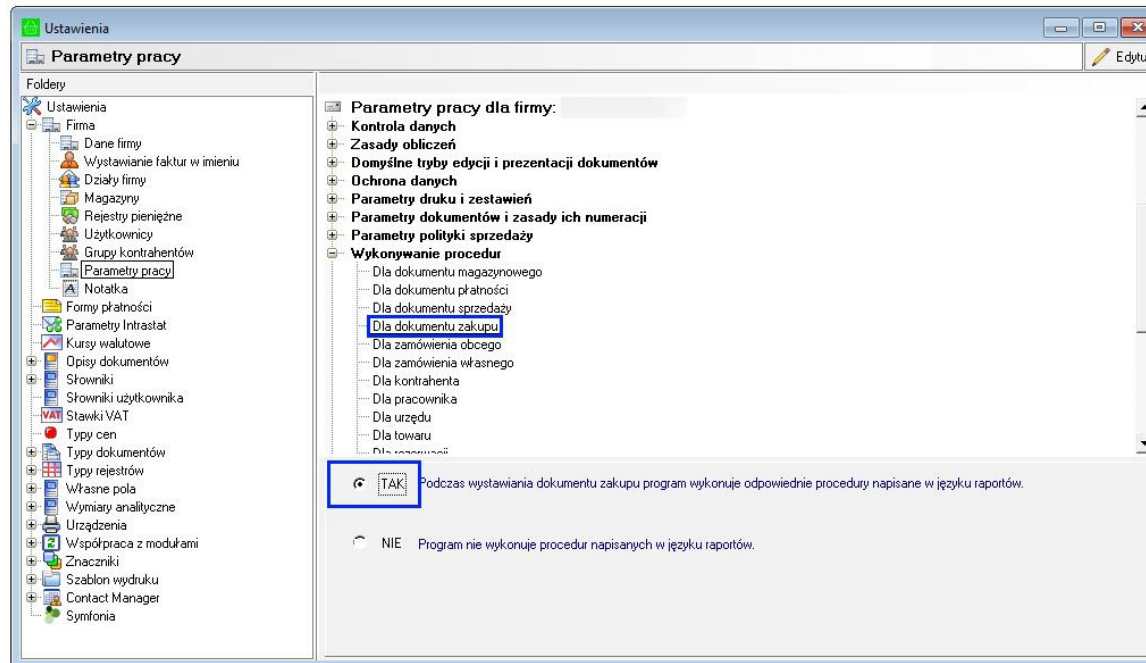 Ustawienia
Parametry pracy
Edytu
Foldery
Ustawienia
Firma
Dane firmy
Wystawianie faktur w imieniu
Działy firmy
Magazyny
Rejestry pieniężne
Użytkownicy
Grupy kontrahentów
Parametry pracy
Notatka
Formy płatności
Parametry Intrastat
Kursy walutowe
Opisy dokumentów
Słowniki
Słowniki użytkownika
VAT Stawki VAT
Typy cen
Typy dokumentów
Typy rejestrów
Własne pola
Wymiary analityczne
Urządzenia
Współpraca z modułami
Znaczniki
Szablon wydruku
Contact Manager
Symfonia
Parametry pracy dla firmy:
Kontrola danych
Zasady obliczeń
Domyślne tryby edycji i prezentacji dokumentów
Ochrona danych
Parametry druku i zestawień
Parametry dokumentów i zasady ich numeracji
Parametry polityki sprzedaży
Wykonywanie procedur
Dla dokumentu magazynowego
Dla dokumentu płatności
Dla dokumentu sprzedaży
Dla dokumentu zakupu
Dla zamówienia obcego
Dla zamówienia własnego
Dla kontrahenta
Dla pracownika
Dla urzędu
Dla towaru
Dla rezerwacji
TAK Podczas wystawiania dokumentu zakupu program wykonuje odpowiednie procedury napisane w języku raportów.
NIE Program nie wykonuje procedur napisanych w języku raportów.